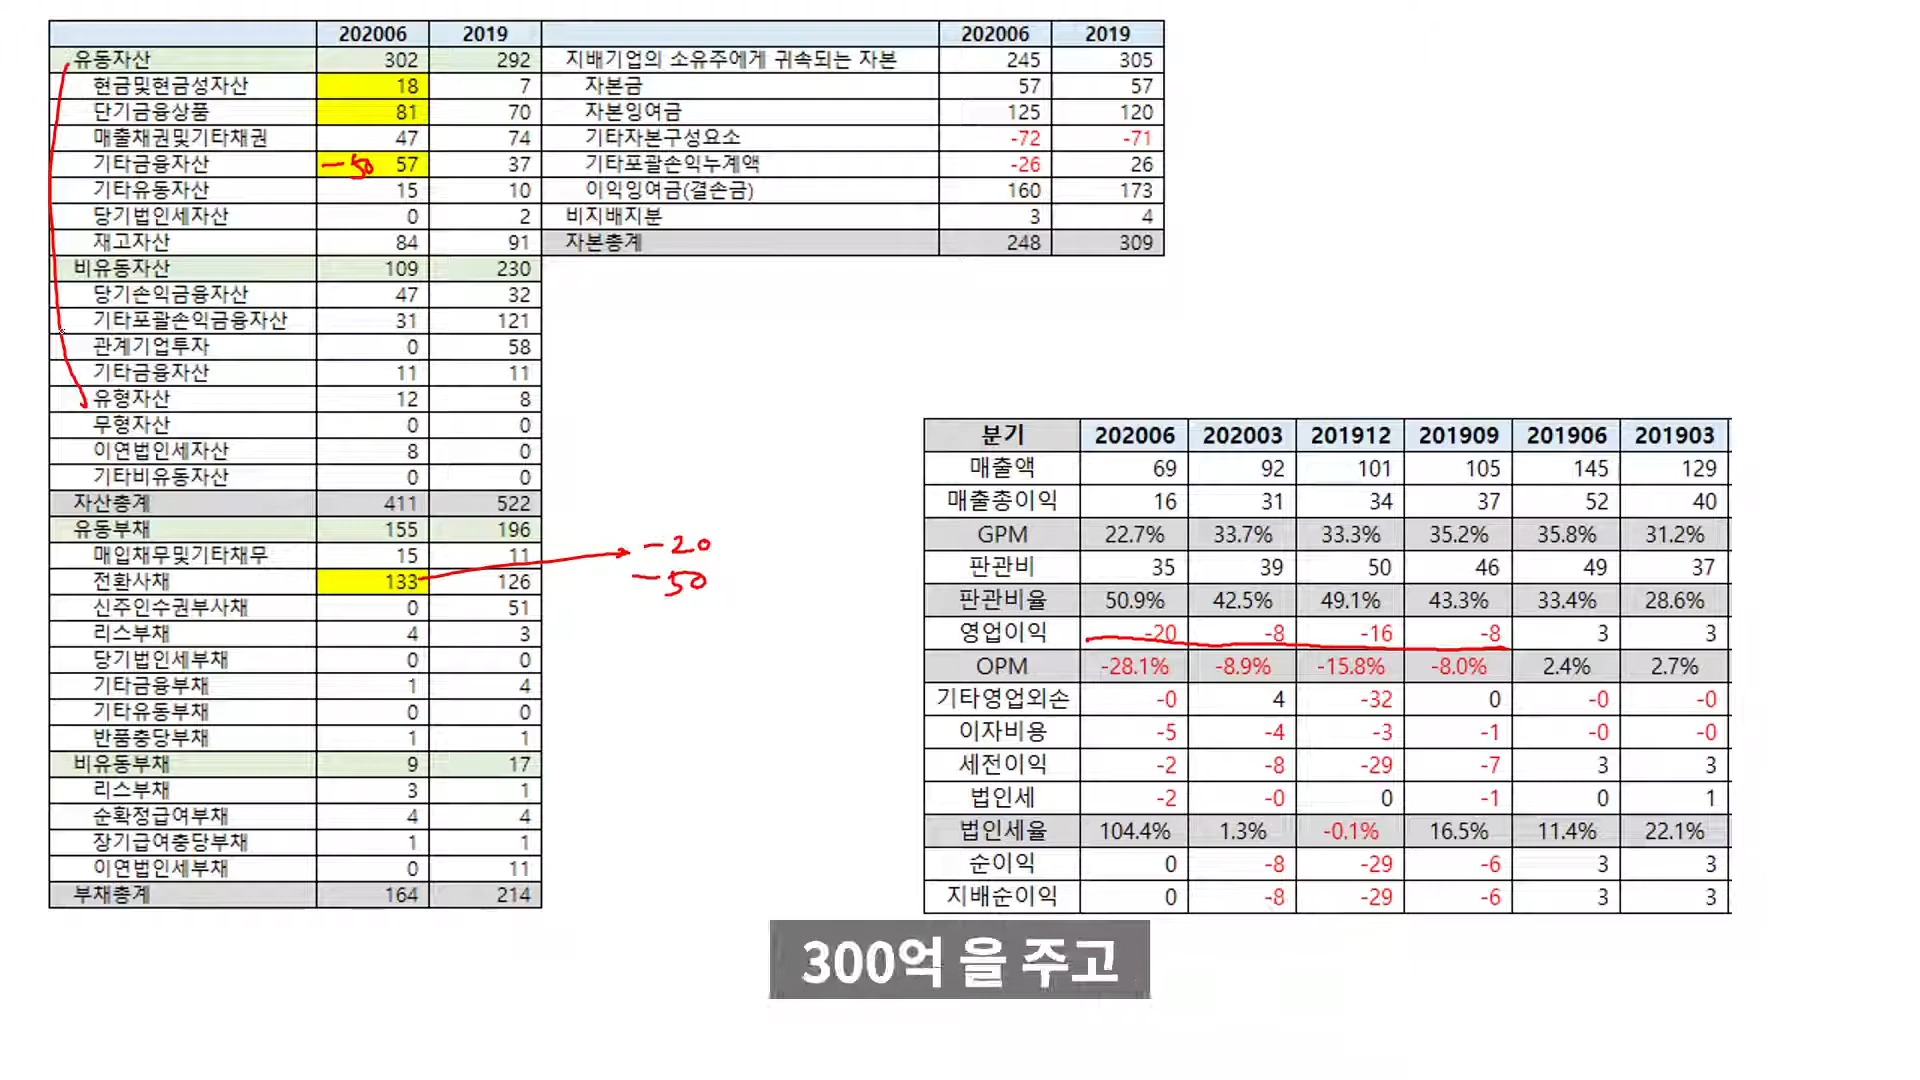 202006 2019 202006 2019
유동자산 302 292 지배기업의 소유주에게 귀속되는 자본 245 305
현금및현금성자산 18 7 자본금 57 57
단기금융상품 81 70 자본잉여금 125 120
매출채권및기타채권 47 74 기타자본구성요소 -72 -71
기타금융자산 -50 57 37 기타포괄손익누계액 -26 26
기타유동자산 15 10 이익잉여금(결손금) 160 173
당기법인세자산 0 2 비지배지분 3 4
재고자산 84 91 자본총계 248 309
비유동자산 109 230
당기손익금융자산 47 32
기타포괄손익금융자산 31 121
관계기업투자 0 58
기타금융자산 11 11
유형자산 12 8
무형자산 0 0
이연법인세자산 8 0
기타비유동자산 0 0
자산총계 411 522
유동부채 155 196
매입채무및기타채무 15 11
전환사채 133 126
신주인수권부사채 0 51
리스부채 4 3
당기법인세부채 0 0
기타금융부채 1 4
기타유동부채 0 0
반품충당부채 1 1
비유동부채 9 17
리스부채 3 1
순확정급여부채 4 4
장기급여충당부채 1 1
이연법인세부채 0 11
부채총계 164 214
-20
-50
분기 202006 202003 201912 201909 201906 201903
매출액 69 92 101 105 145 129
매출총이익 16 31 34 37 52 40
GPM 22.7% 33.7% 33.3% 35.2% 35.8% 31.2%
판관비 35 39 50 46 49 37
판관비율 50.9% 42.5% 49.1% 43.3% 33.4% 28.6%
영업이익 -20 -8 -16 -8 3 3
OPM -28.1% -8.9% -15.8% -8.0% 2.4% 2.7%
기타영업외손 -0 4 -32 0 -0 -0
이자비용 -5 -4 -3 -1 -0 -0
세전이익 -2 -8 -29 -7 3 3
법인세 -2 -0 0 -1 0 1
법인세율 104.4% 1.3% -0.1% 16.5% 11.4% 22.1%
순이익 0 -8 -29 -6 3 3
지배순이익 0 -8 -29 -6 3 3
300억 을 주고